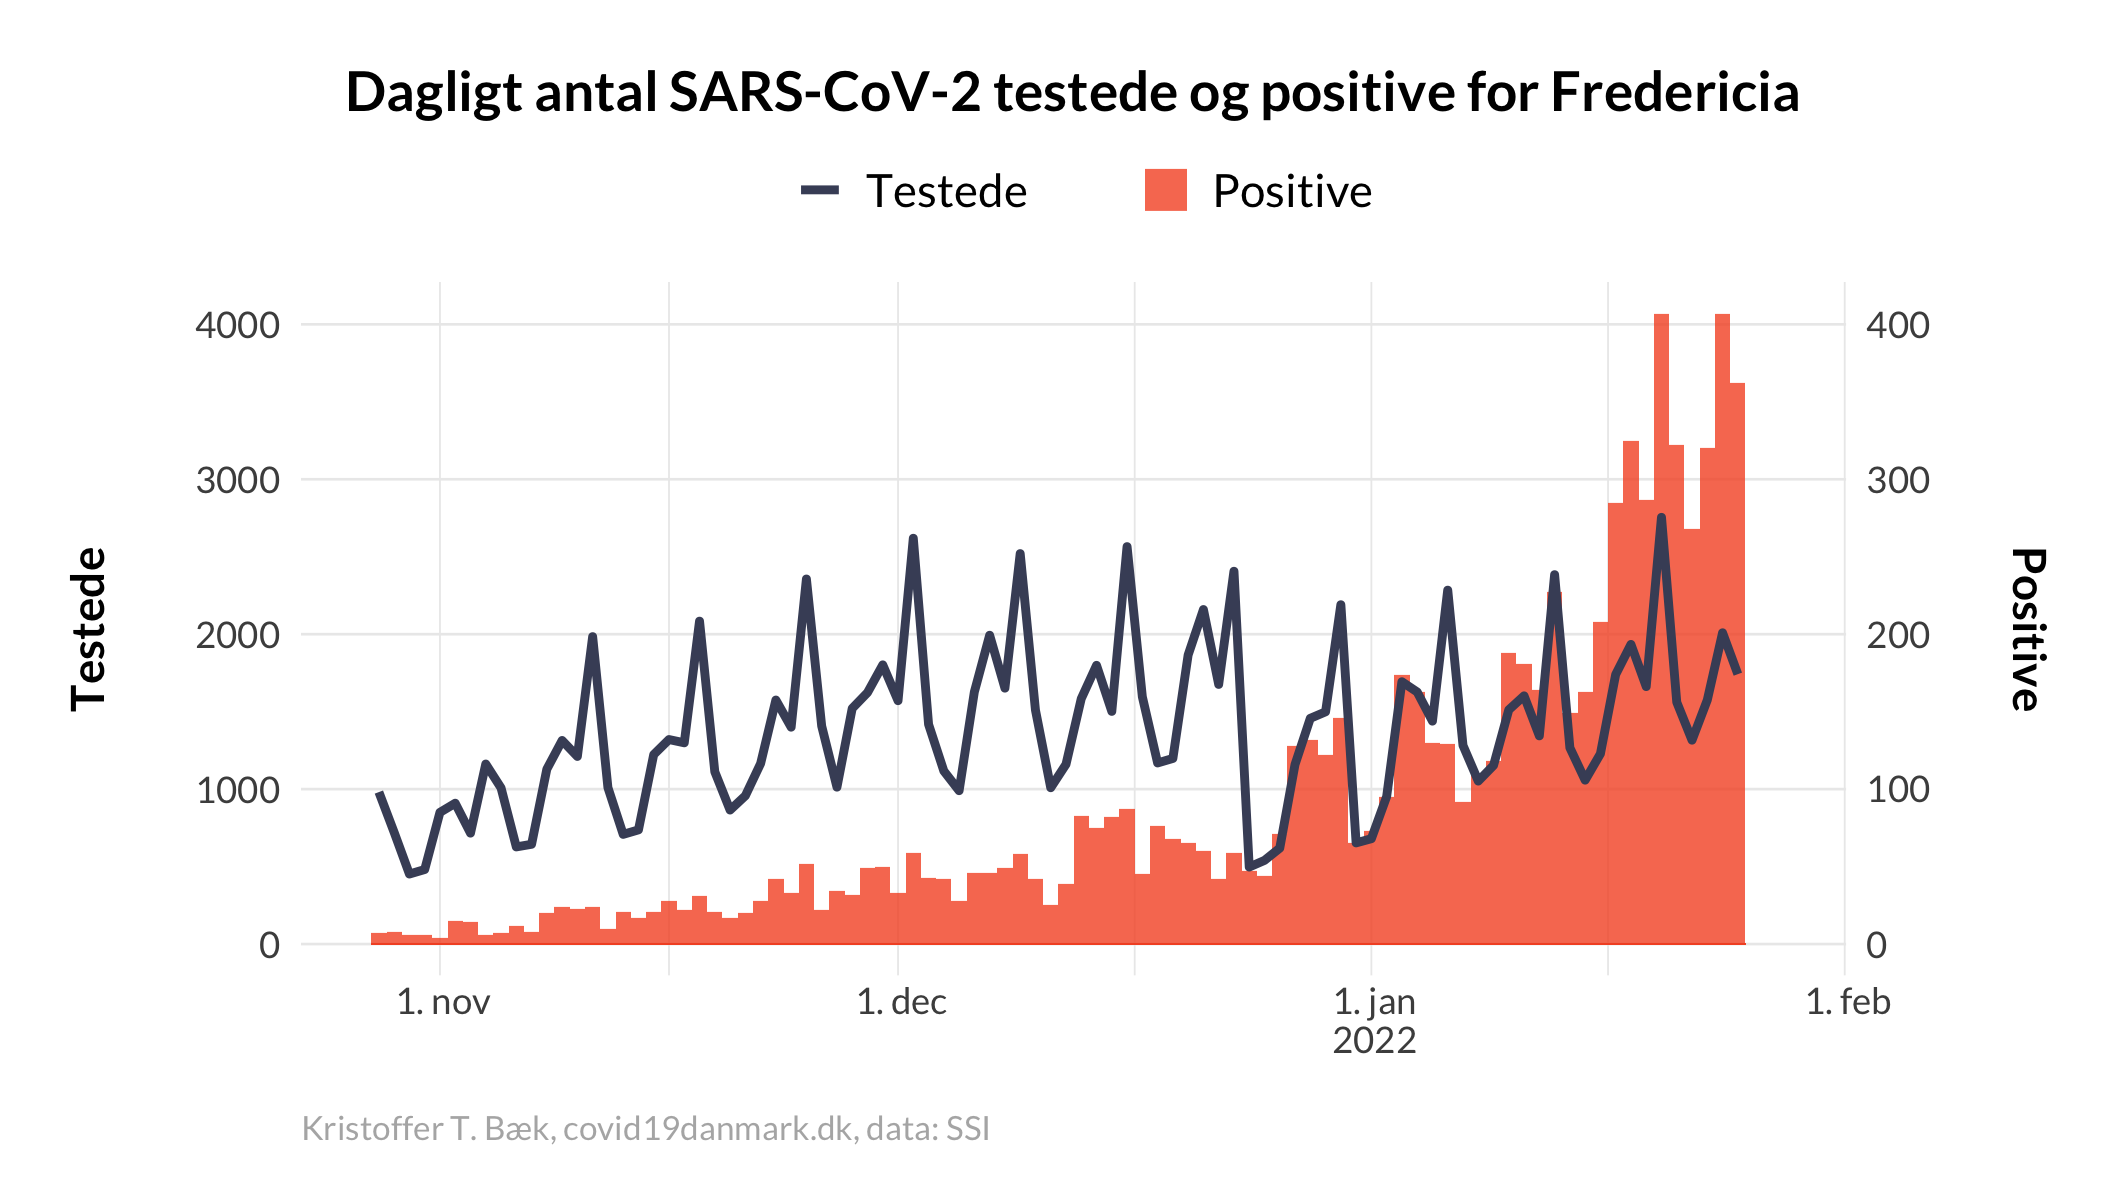 Dagligt antal SARS-CoV-2 testede og positive for Fredericia
Testede Positive
4000 400
3000 300
2000 200
1000 100
0 0
Testede
Positive
1. nov 1. dec 1. jan 1. feb
2022
Kristoffer T. Bæk, covid19danmark.dk, data: SSI